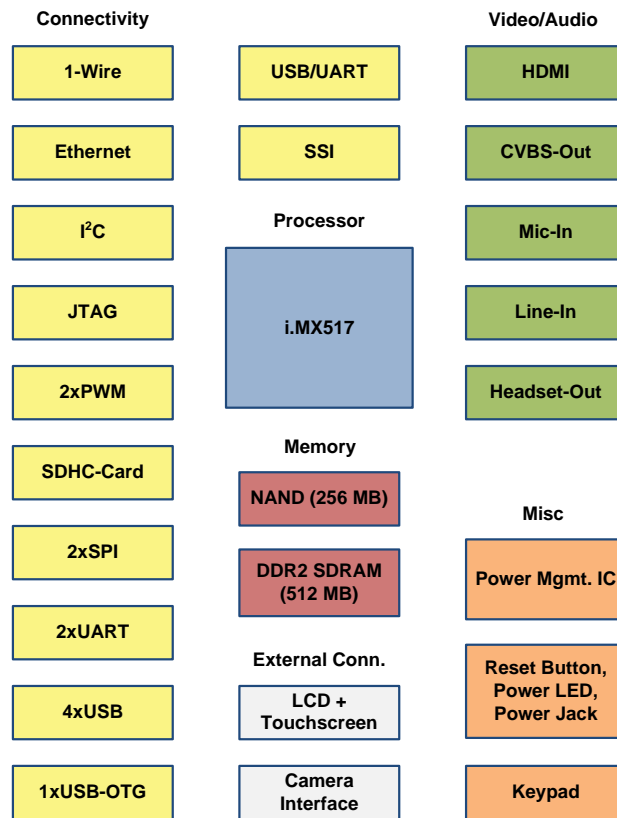 Connectivity
1-Wire
Ethernet
I²C
JTAG
2xPWM
SDHC-Card
2xSPI
2xUART
4xUSB
1xUSB-OTG
USB/UART
SSI
Processor
i.MX517
Memory
NAND (256 MB)
DDR2 SDRAM
(512 MB)
External Conn.
LCD +
Touchscreen
Camera
Interface
Video/Audio
HDMI
CVBS-Out
Mic-In
Line-In
Headset-Out
Misc
Power Mgmt. IC
Reset Button,
Power LED,
Power Jack
Keypad